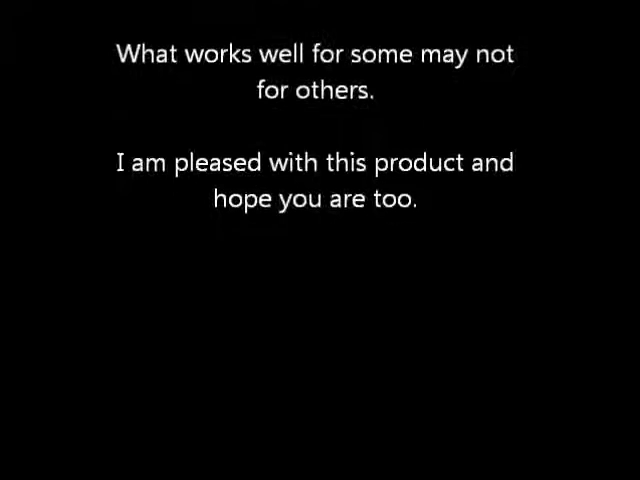 What works well for some may not
for others.
I am pleased with this product and
hope you are too.